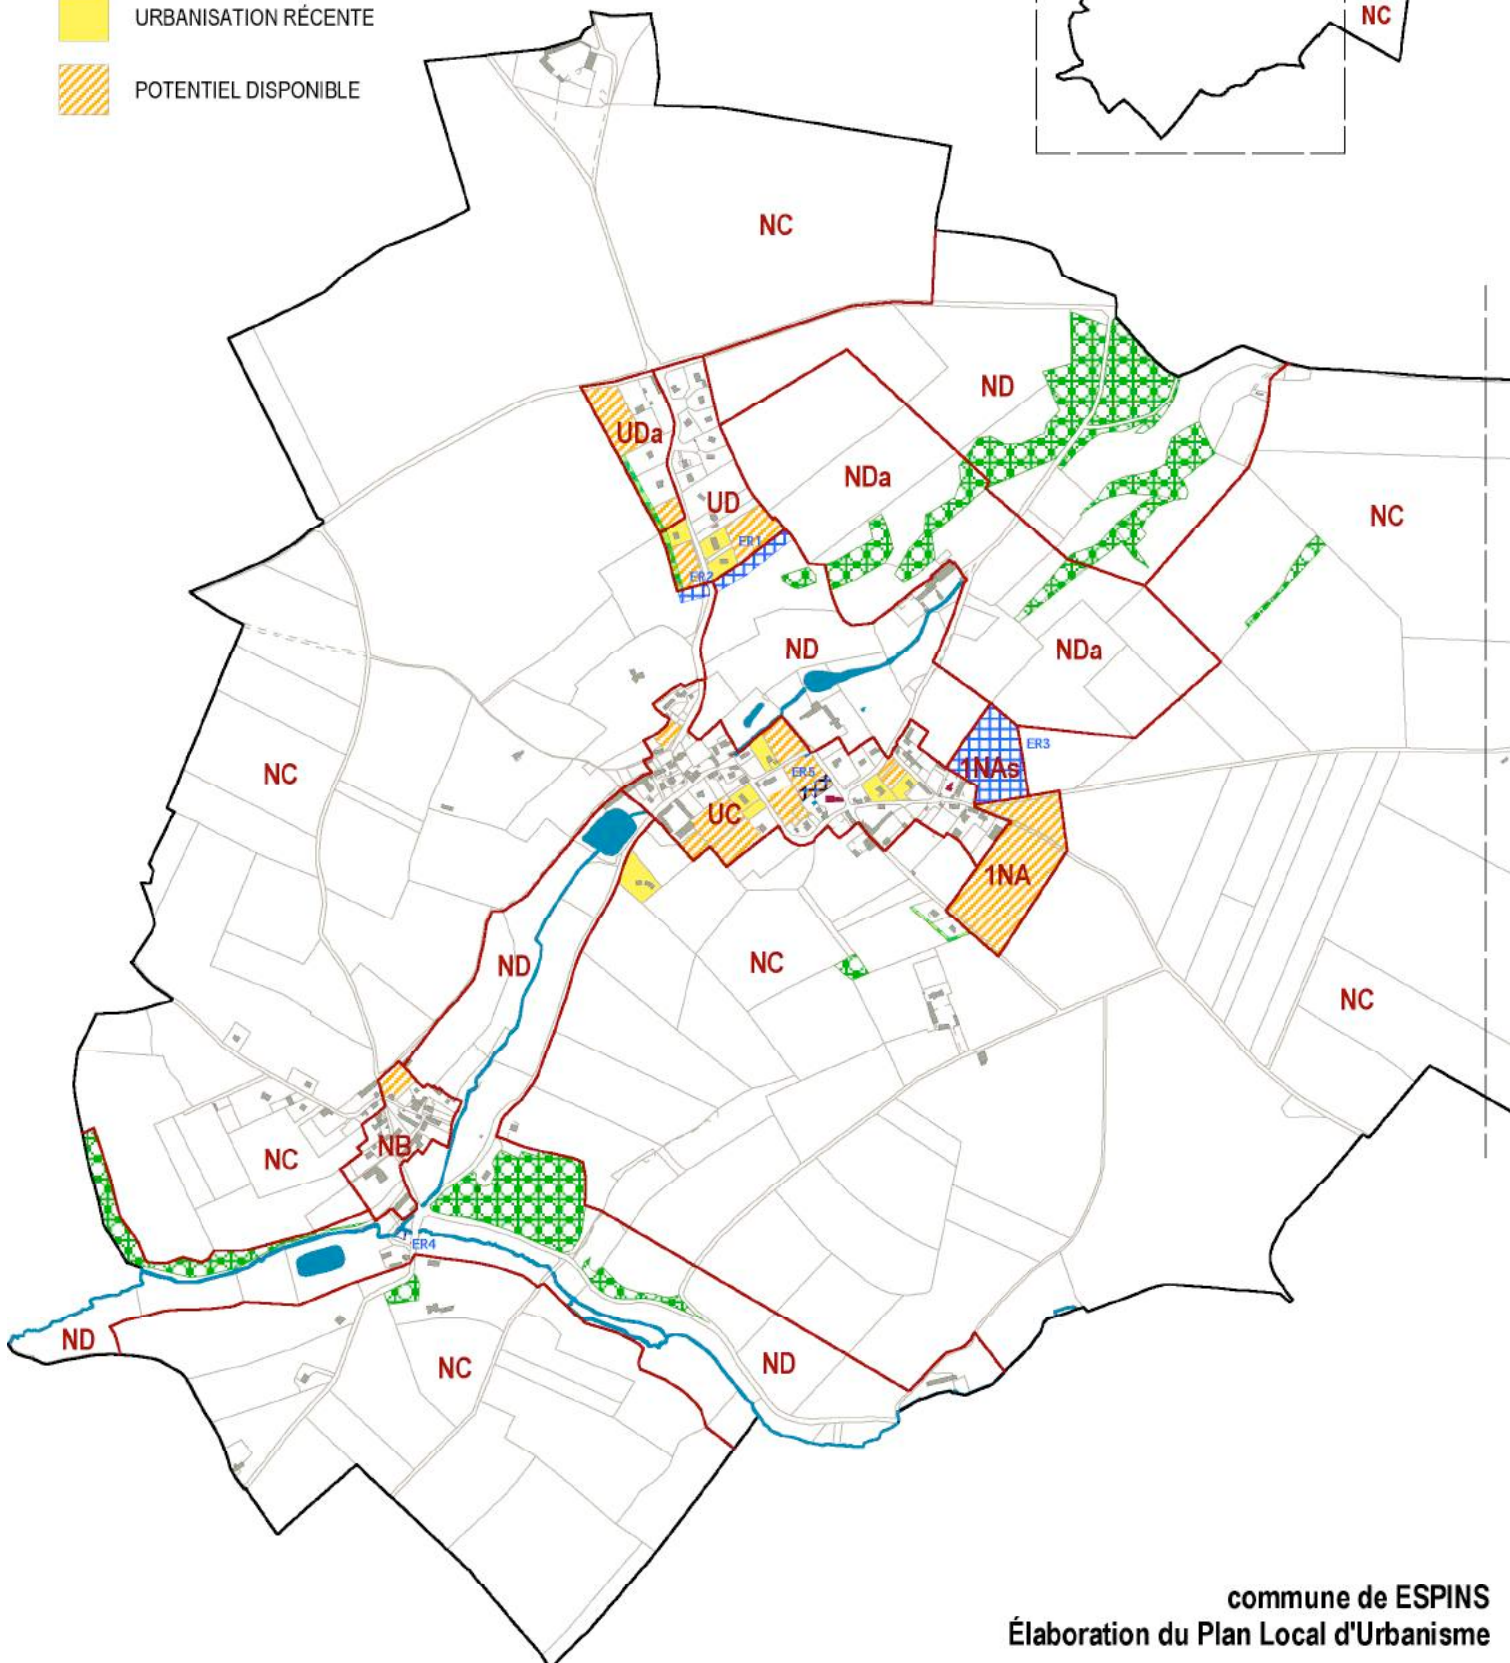 URBANISATION RÉCENTE
NC
POTENTIEL DISPONIBLE
NC
ND
UDa
NDa
UD
NC
ER1
ER2
ND
NDa
ER3
NC
1NAs
ER5
UC
1NA
ND
NC
NC
NB
NC
ER4
ND
NC
ND
commune de ESPINS
Élaboration du Plan Local d'Urbanisme